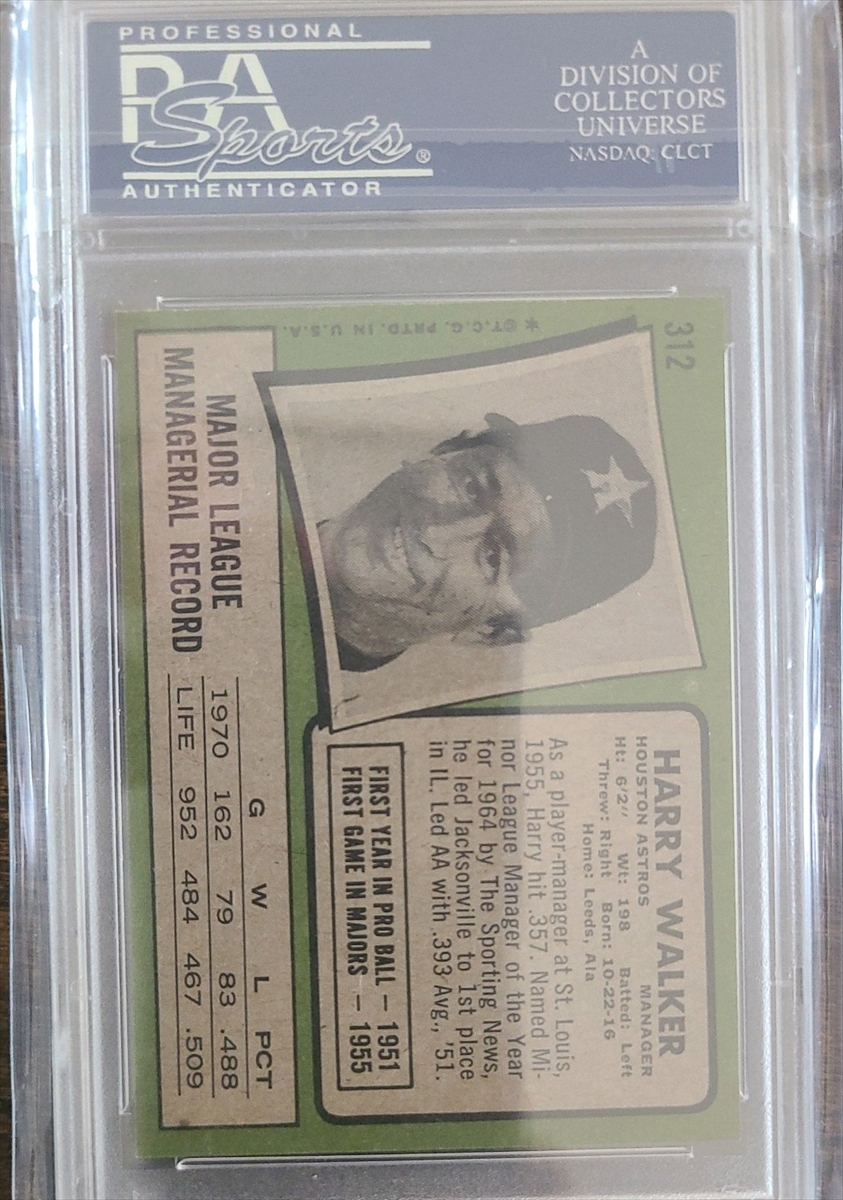 PROFESSIONAL
PSA
Sports®
AUTHENTICATOR
A
DIVISION OF
COLLECTORS
UNIVERSE
NASDAQ: CLCT
312
*©T.C.G. PRTD. IN U.S.A.
HARRY WALKER
HOUSTON ASTROS MANAGER
Ht: 6'2" Wt: 198 Batted: Left
Threw: Right Born: 10-22-16
Home: Leeds, Ala
As a player-manager at St. Louis,
1955, Harry hit .357. Named Mi-
nor League Manager of the Year
for 1964 by The Sporting News,
he led Jacksonville to 1st place
in IL. Led AA with .393 Avg., '51.
FIRST YEAR IN PRO BALL — 1951
FIRST GAME IN MAJORS — 1955
MAJOR LEAGUE
MANAGERIAL RECORD
G W L PCT
1970 162 79 83 .488
LIFE 952 484 467 .509